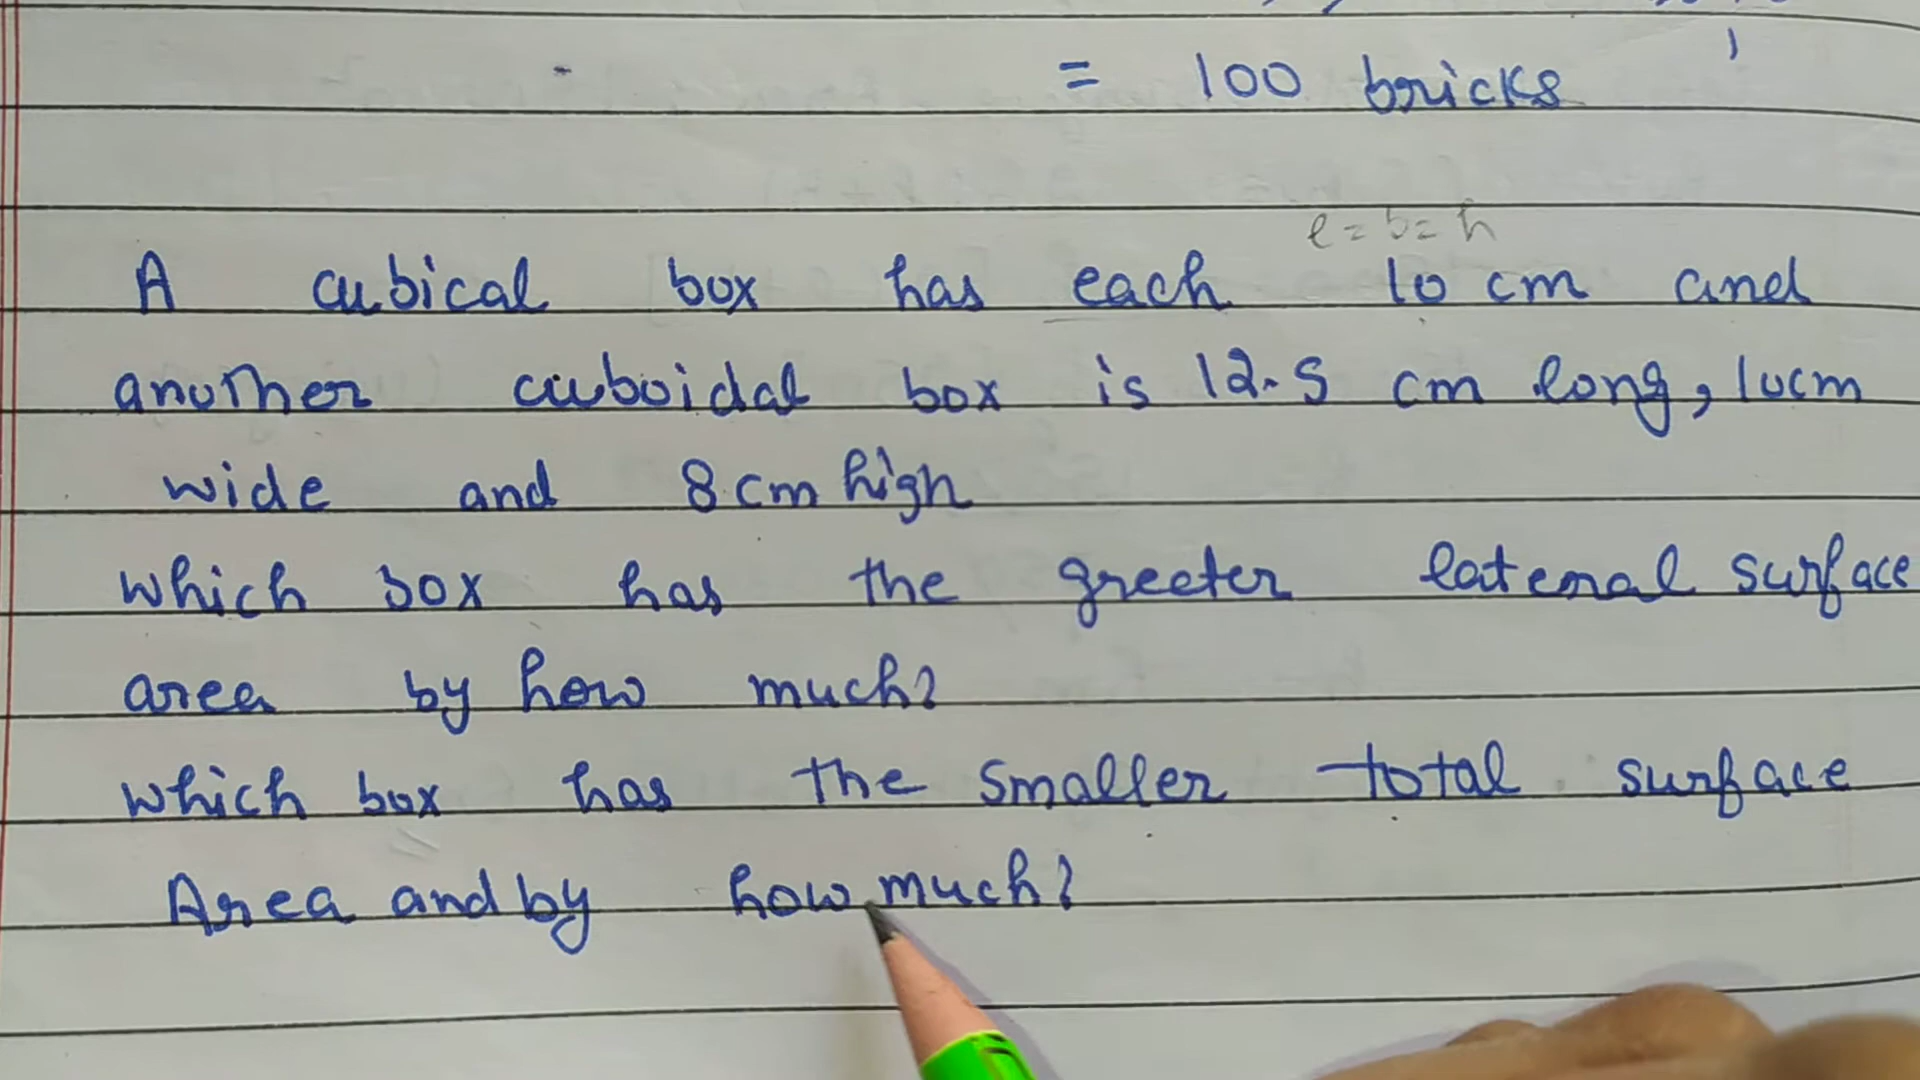 = 100 bricks
l = b = h
A cubical box has each 10 cm and
another cuboidal box is 12.5 cm long, 10cm
wide and 8 cm high
which box has the greeter lateral surface
area by how much?
which box has the smaller total surface
Area and by how much?